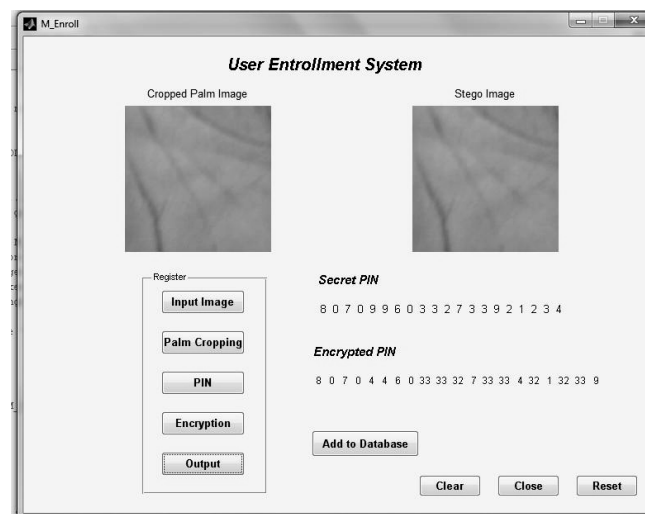 M_Enroll
User Entrollment System
Cropped Palm Image
Stego Image
Register
Input Image
Palm Cropping
PIN
Encryption
Output
Secret PIN
8 0 7 0 9 9 6 0 3 3 2 7 3 3 9 2 1 2 3 4
Encrypted PIN
8 0 7 0 4 4 6 0 33 33 32 7 33 33 4 32 1 32 33 9
Add to Database
Clear Close Reset